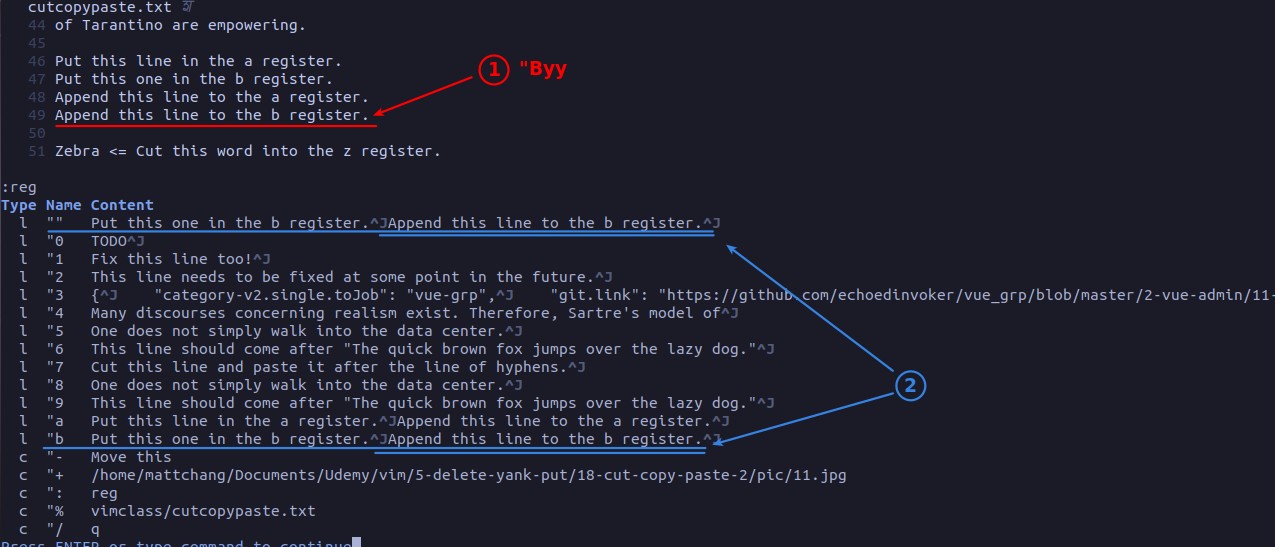 cutcopypaste.txt
44 of Tarantino are empowering.
45
46 Put this line in the a register.
47 Put this one in the b register.
48 Append this line to the a register.
49 Append this line to the b register.
1 "Byy
50
51 Zebra <= Cut this word into the z register.
:reg
Type Name Content
l "" Put this one in the b register.^JAppend this line to the b register.^J
l "0 TODO^J
l "1 Fix this line too!^J
l "2 This line needs to be fixed at some point in the future.^J
l "3 {^J "category-v2.single.toJob": "vue-grp",^J "git.link": "https://github.com/echoedinvoker/vue_grp/blob/master/2-vue-admin/11-
l "4 Many discourses concerning realism exist. Therefore, Sartre's model of^J
l "5 One does not simply walk into the data center.^J
l "6 This line should come after "The quick brown fox jumps over the lazy dog."^J
l "7 Cut this line and paste it after the line of hyphens.^J
l "8 One does not simply walk into the data center.^J
2
l "9 This line should come after "The quick brown fox jumps over the lazy dog."^J
l "a Put this line in the a register.^JAppend this line to the a register.^J
l "b Put this one in the b register.^JAppend this line to the b register.^J
c "- Move this
c "+ /home/mattchang/Documents/Udemy/vim/5-delete-yank-put/18-cut-copy-paste-2/pic/11.jpg
c ": reg
c "% vimclass/cutcopypaste.txt
c "/ q
Press ENTER or type command to continue